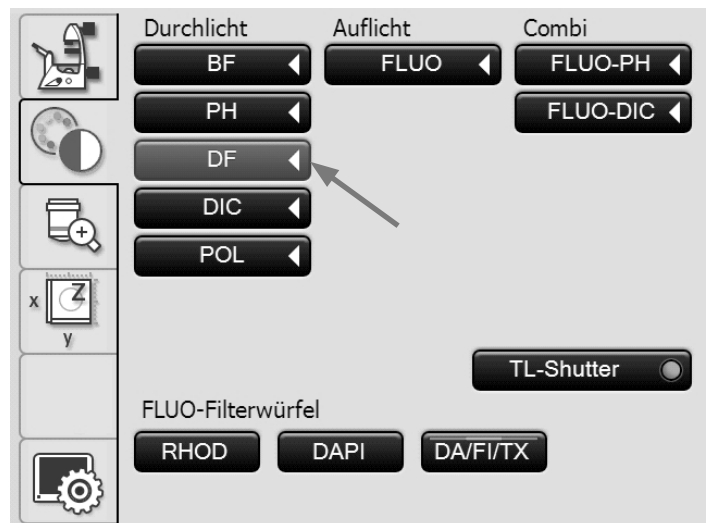 Durchlicht Auflicht Combi
BF FLUO FLUO-PH
PH FLUO-DIC
DF
DIC
POL
x Z
y
TL-Shutter
FLUO-Filterwürfel
RHOD DAPI DA/FI/TX